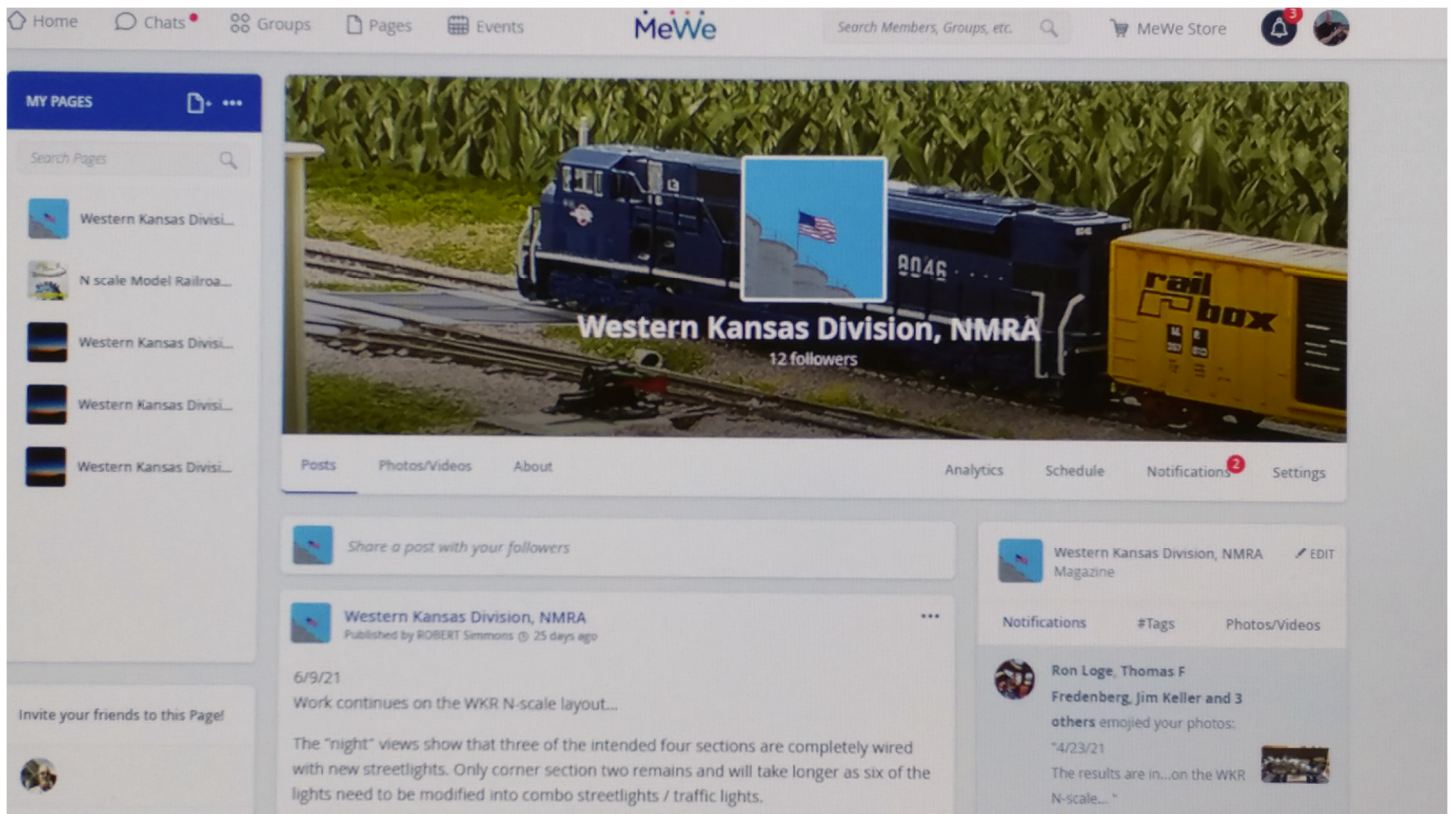 Home Chats Groups Pages Events MeWe Search Members, Groups, etc. MeWe Store 3
MY PAGES
Search Pages
Western Kansas Divisi...
N scale Model Railroa...
Western Kansas Divisi...
Western Kansas Divisi...
Western Kansas Divisi...
Invite your friends to this Page!
8046
rail
box
Western Kansas Division, NMRA
12 followers
Posts Photos/Videos About Analytics Schedule Notifications 2 Settings
Share a post with your followers
Western Kansas Division, NMRA
Published by ROBERT Simmons 25 days ago
6/9/21
Work continues on the WKR N-scale layout...
The "night" views show that three of the intended four sections are completely wired
with new streetlights. Only corner section two remains and will take longer as six of the
lights need to be modified into combo streetlights / traffic lights.
Western Kansas Division, NMRA EDIT
Magazine
Notifications #Tags Photos/Videos
Ron Loge, Thomas F
Fredenberg, Jim Keller and 3
others emojied your photos:
"4/23/21
The results are in...on the WKR
N-scale... "